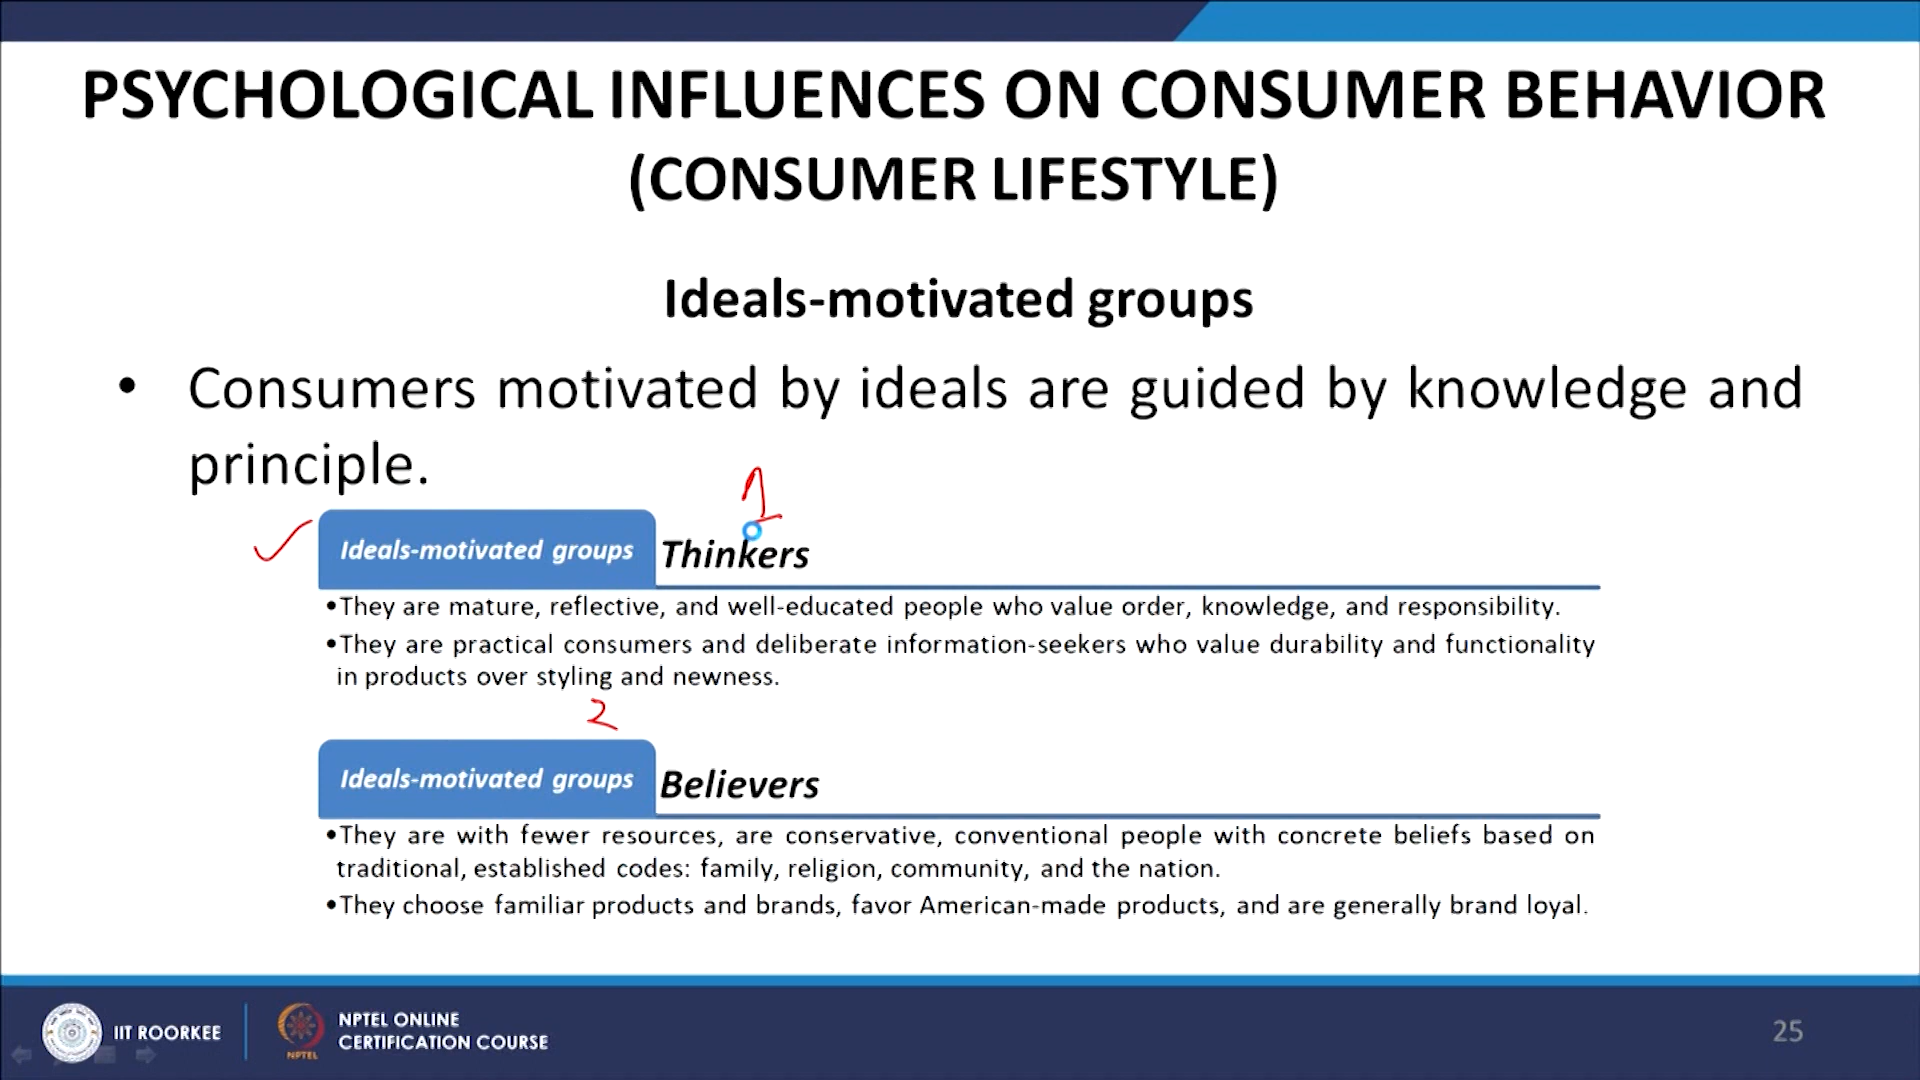 PSYCHOLOGICAL INFLUENCES ON CONSUMER BEHAVIOR
(CONSUMER LIFESTYLE)
Ideals-motivated groups
• Consumers motivated by ideals are guided by knowledge and
principle.
1
Ideals-motivated groups Thinkers
•They are mature, reflective, and well-educated people who value order, knowledge, and responsibility.
•They are practical consumers and deliberate information-seekers who value durability and functionality
in products over styling and newness.
2
Ideals-motivated groups Believers
•They are with fewer resources, are conservative, conventional people with concrete beliefs based on
traditional, established codes: family, religion, community, and the nation.
•They choose familiar products and brands, favor American-made products, and are generally brand loyal.
IIT ROORKEE
NPTEL
NPTEL ONLINE
CERTIFICATION COURSE
25